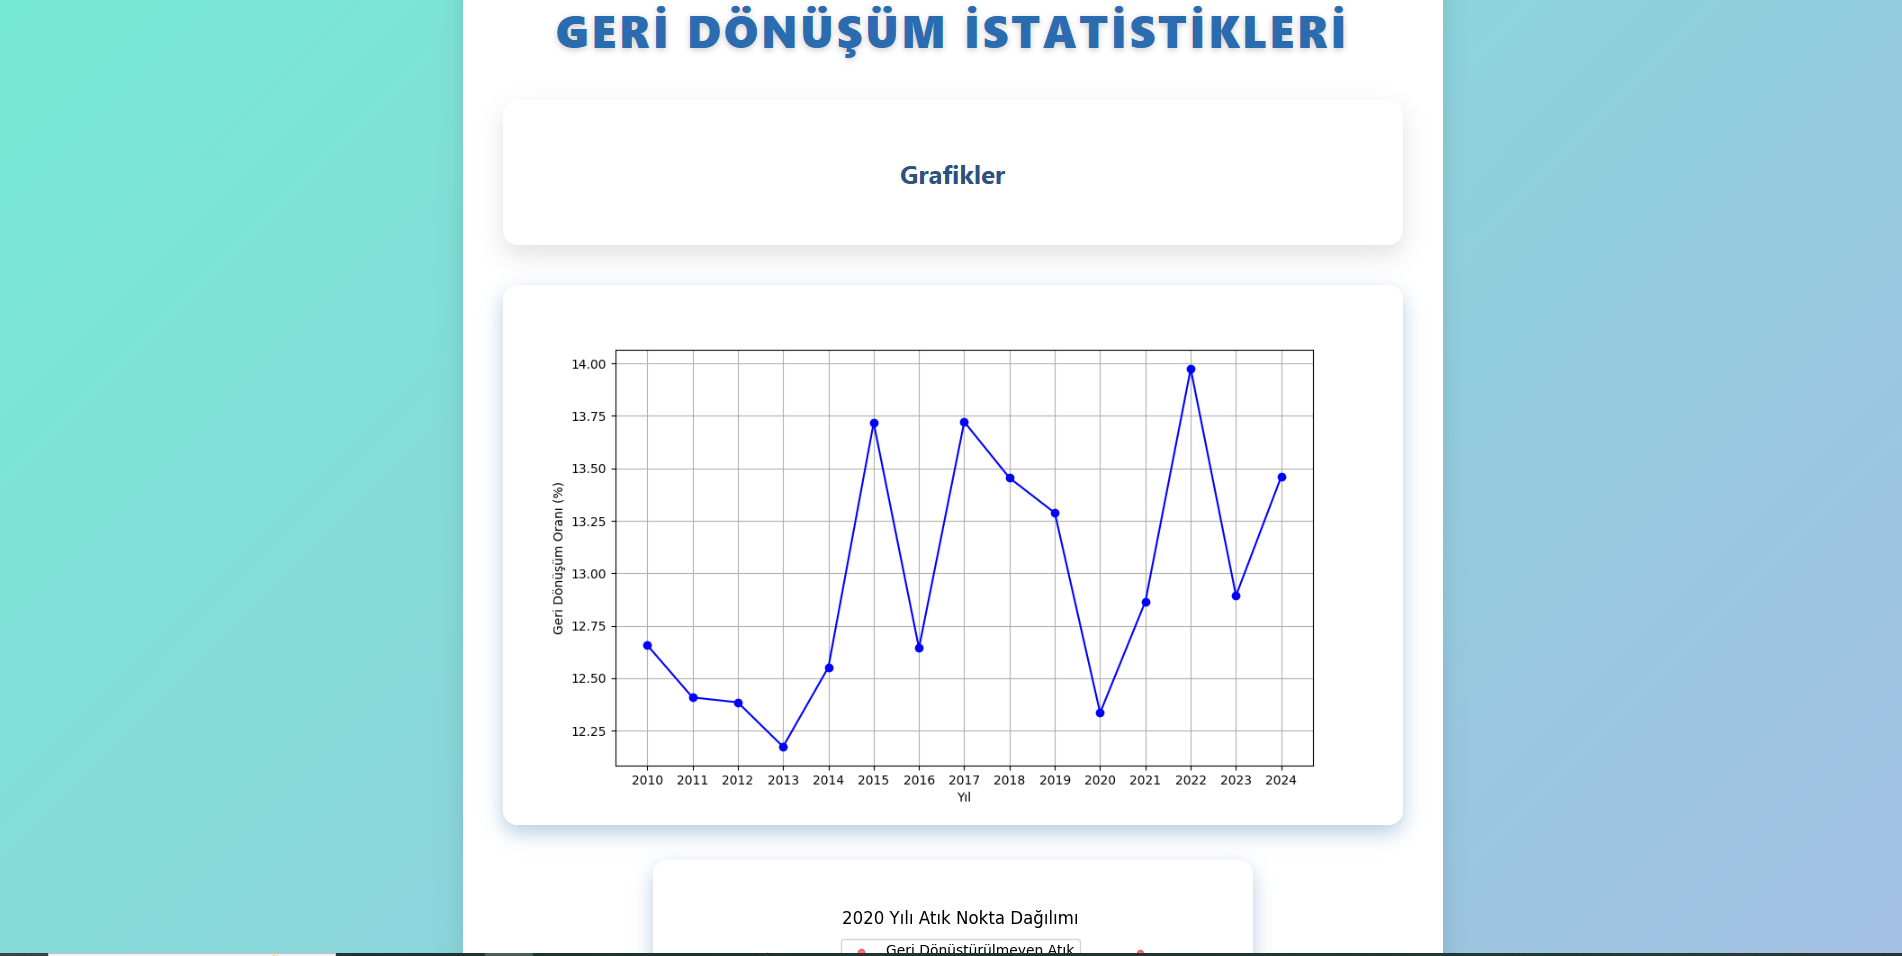 GERİ DÖNÜŞÜM İSTATİSTİKLERİ
Grafikler
14.00
13.75
13.50
13.25
13.00
12.75
12.50
12.25
Geri Dönüşüm Oranı (%)
2010 2011 2012 2013 2014 2015 2016 2017 2018 2019 2020 2021 2022 2023 2024
Yıl
2020 Yılı Atık Nokta Dağılımı
Geri Dönüştürülmeyen Atık